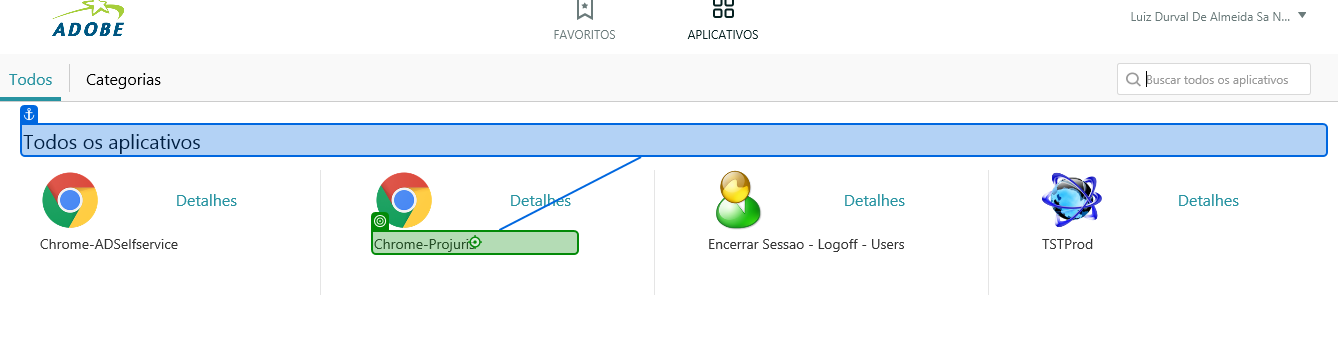 ADOBE
FAVORITOS
APLICATIVOS
Luiz Durval De Almeida Sa N...
Todos
Categorias
Buscar todos os aplicativos
Todos os aplicativos
Detalhes
Detalhes
Detalhes
Detalhes
Chrome-ADSelfservice
Chrome-Projuris
Encerrar Sessao - Logoff - Users
TSTProd